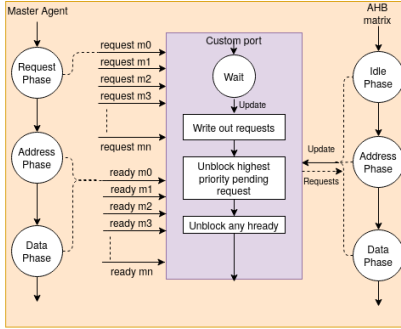 Master Agent
AHB
matrix
Custom port
request m0
request m1
request m2
request m3
request mn
Request
Phase
Wait
Idle
Phase
Update
Write out requests
Address
Phase
Unblock highest
priority pending
request
Update
Requests
Address
Phase
ready m0
ready m1
ready m2
ready m3
ready mn
Unblock any hready
Data
Phase
Data
Phase